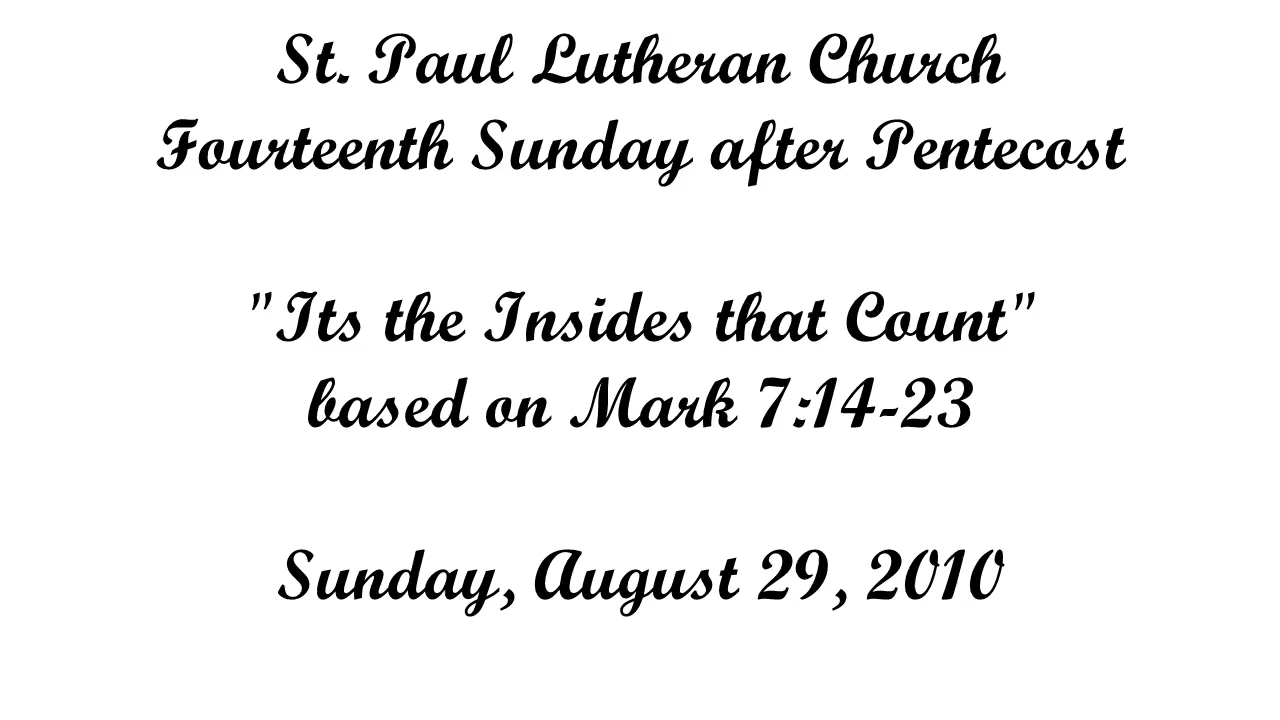 St. Paul Lutheran Church
Fourteenth Sunday after Pentecost
"Its the Insides that Count"
based on Mark 7:14-23
Sunday, August 29, 2010